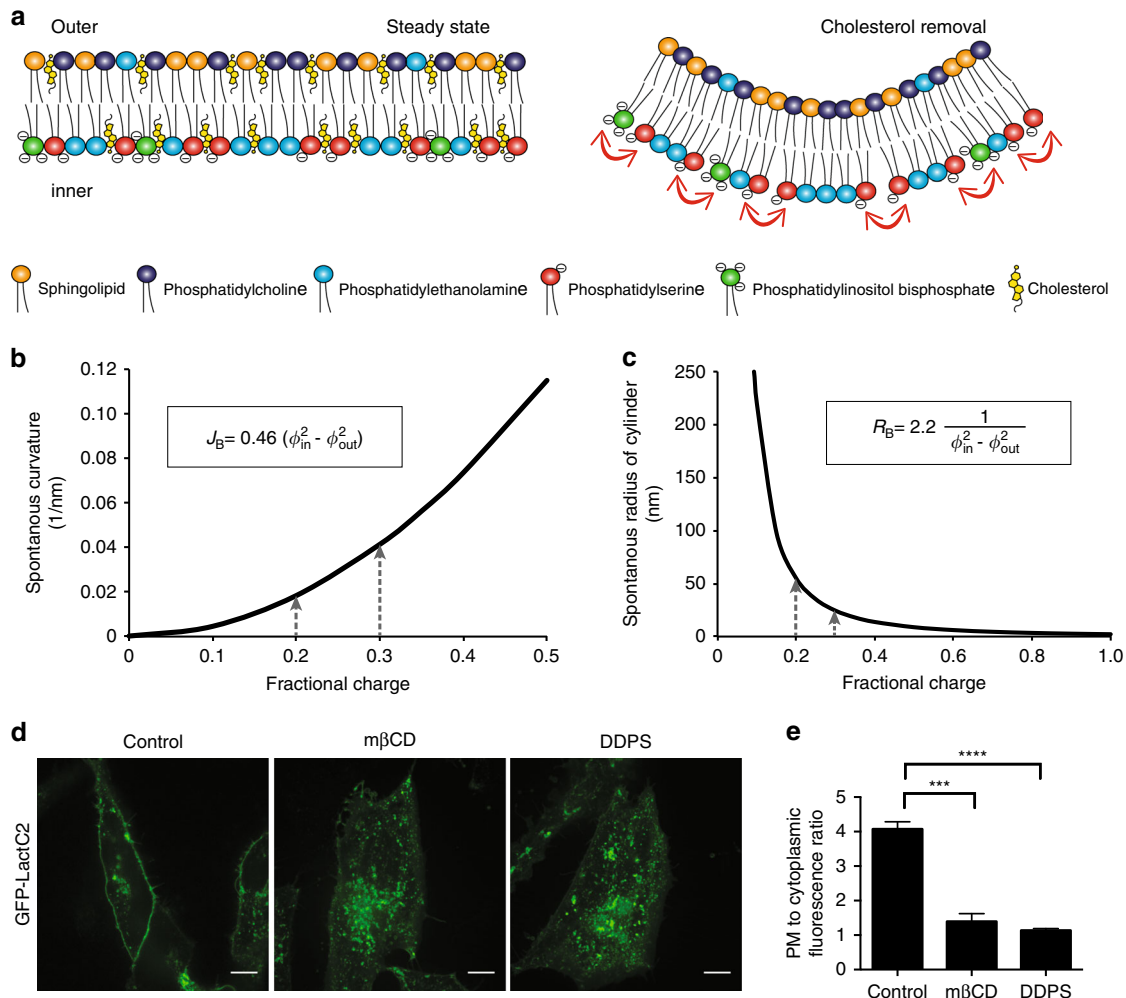 a
Outer
Steady state
Cholesterol removal
inner
Sphingolipid
Phosphatidylcholine
Phosphatidylethanolamine
Phosphatidylserine
Phosphatidylinositol bisphosphate
Cholesterol
b
Spontanous curvature
(1/nm)
0.12
0.10
0.08
0.06
0.04
0.02
0
J_B = 0.46 (ϕ²_in - ϕ²_out)
0 0.1 0.2 0.3 0.4 0.5
Fractional charge
c
Spontanous radius of cylinder
(nm)
250
200
150
100
50
0
R_B = 2.2 1 / (ϕ²_in - ϕ²_out)
0 0.2 0.4 0.6 0.8 1.0
Fractional charge
d
Control
mβCD
DDPS
GFP-LactC2
e
****
***
PM to cytoplasmic
fluorescence ratio
5
4
3
2
1
0
Control mβCD DDPS